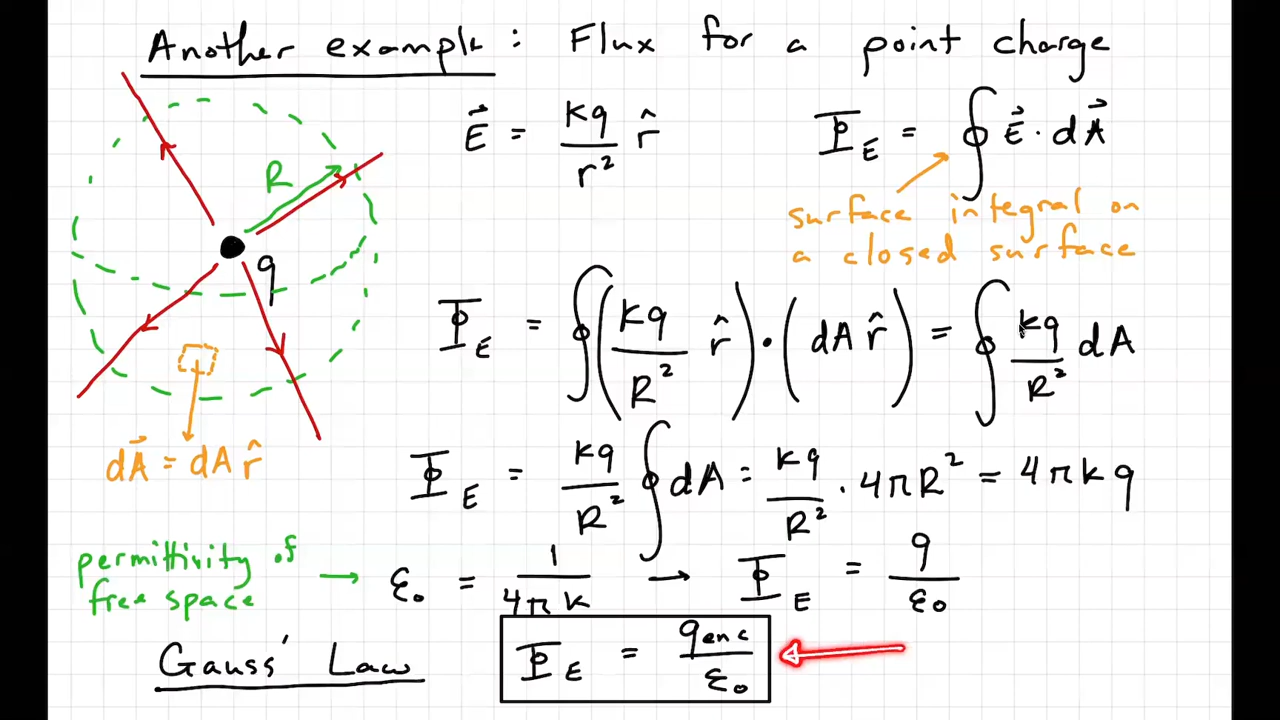 Another example: Flux for a point charge
E⃗ = kq/r² r̂
Φ_E = ∮ E⃗ · dA⃗
R
surface integral on
a closed surface
q
Φ_E = ∮ (kq/R² r̂) · (dA r̂) = ∮ kq/R² dA
dA⃗ = dA r̂
Φ_E = kq/R² ∮ dA = kq/R² · 4πR² = 4πkq
permittivity of
free space → ε₀ = 1/4πk → Φ_E = q/ε₀
Gauss' Law Φ_E = qenc/ε₀